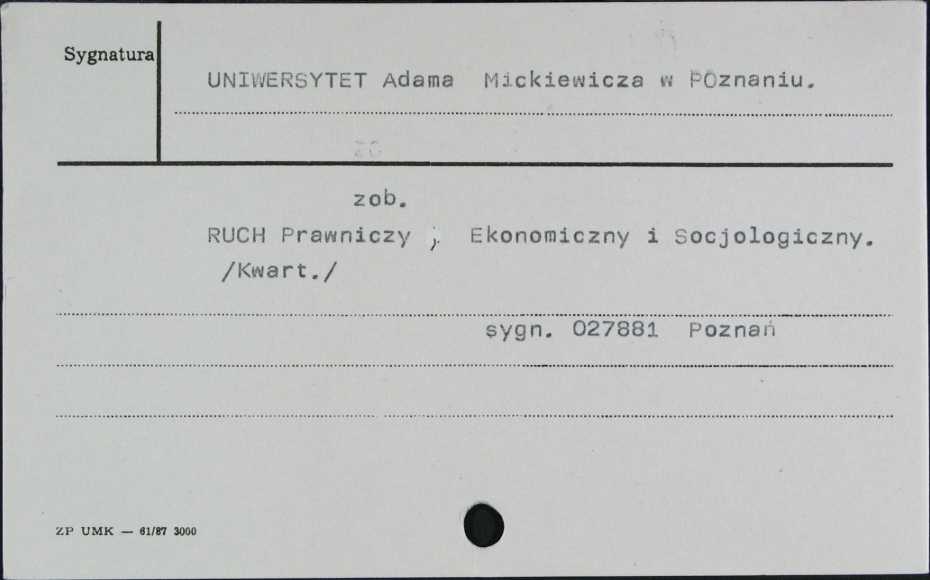 Sygnatura
UNIWERSYTET Adama Mickiewicza w POznaniu.
zob.
RUCH Prawniczy , Ekonomiczny i Socjologiczny.
/Kwart./
sygn. 027881 Poznań
ZP UMK — 61/87 3000